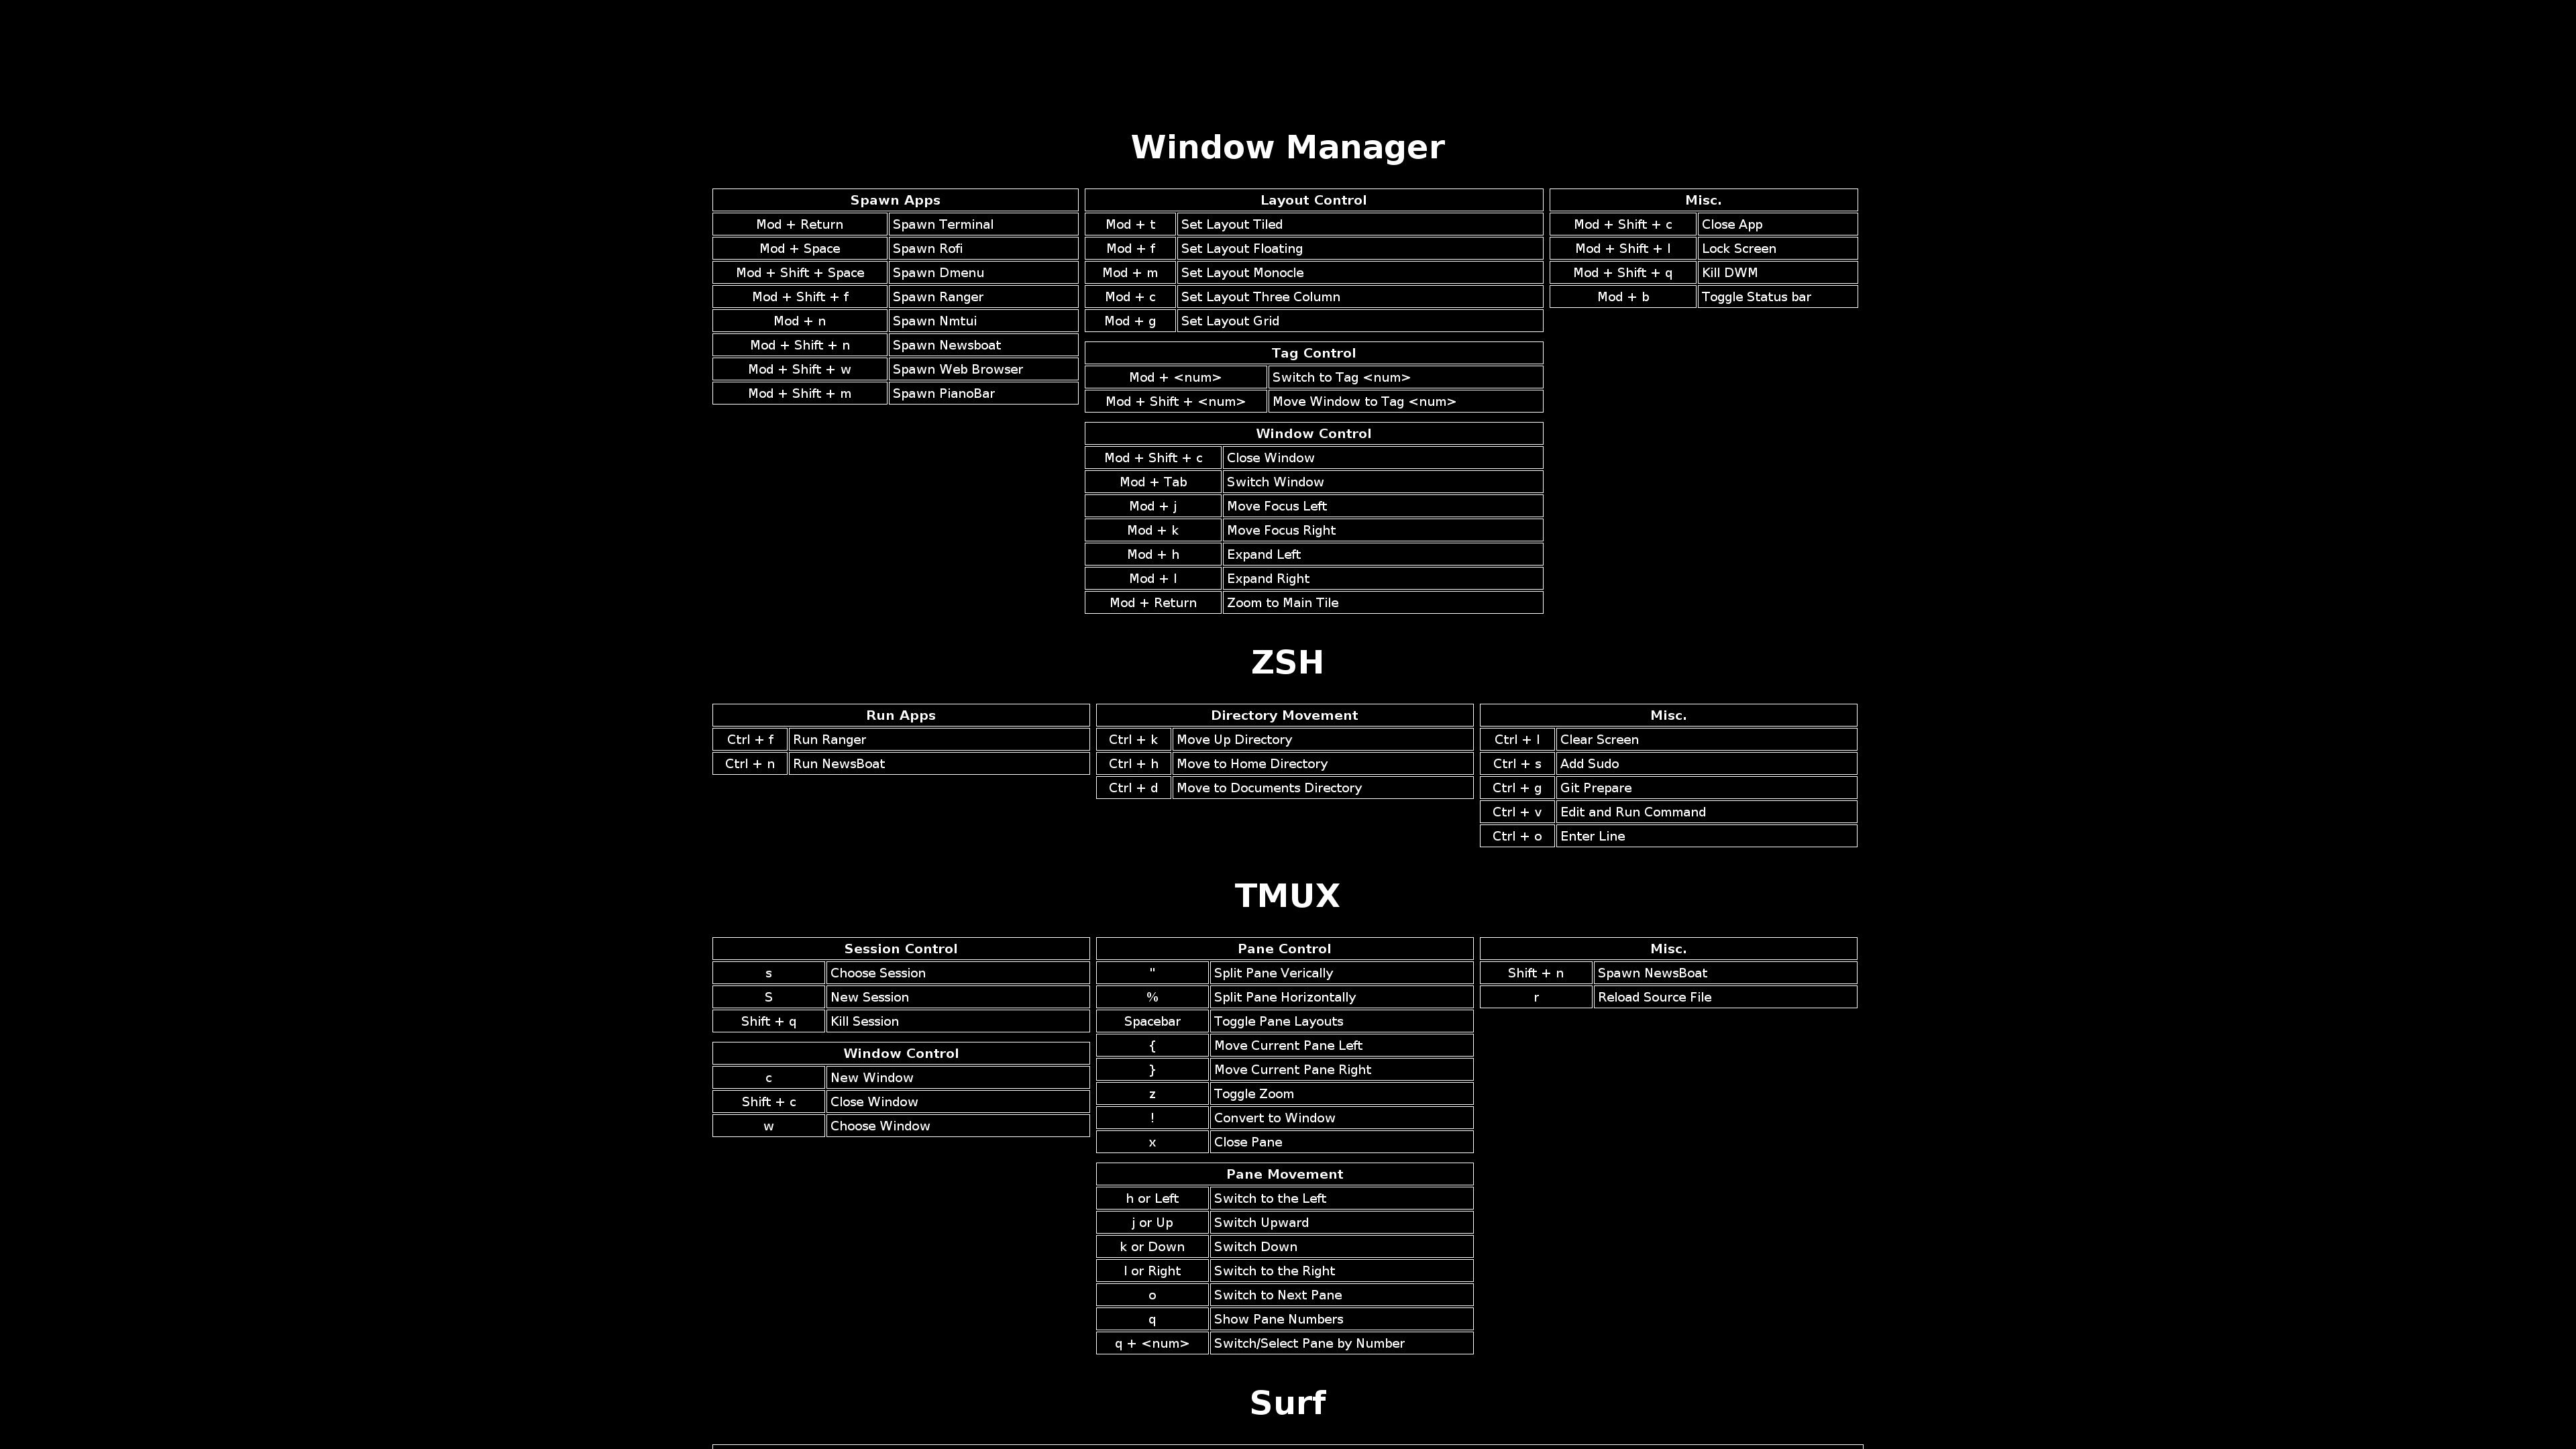 Window Manager
Spawn Apps
Mod + Return Spawn Terminal
Mod + Space Spawn Rofi
Mod + Shift + Space Spawn Dmenu
Mod + Shift + f Spawn Ranger
Mod + n Spawn Nmtui
Mod + Shift + n Spawn Newsboat
Mod + Shift + w Spawn Web Browser
Mod + Shift + m Spawn PianoBar
Layout Control
Mod + t Set Layout Tiled
Mod + f Set Layout Floating
Mod + m Set Layout Monocle
Mod + c Set Layout Three Column
Mod + g Set Layout Grid
Tag Control
Mod + <num> Switch to Tag <num>
Mod + Shift + <num> Move Window to Tag <num>
Window Control
Mod + Shift + c Close Window
Mod + Tab Switch Window
Mod + j Move Focus Left
Mod + k Move Focus Right
Mod + h Expand Left
Mod + l Expand Right
Mod + Return Zoom to Main Tile
Misc.
Mod + Shift + c Close App
Mod + Shift + l Lock Screen
Mod + Shift + q Kill DWM
Mod + b Toggle Status bar
ZSH
Run Apps
Ctrl + f Run Ranger
Ctrl + n Run NewsBoat
Directory Movement
Ctrl + k Move Up Directory
Ctrl + h Move to Home Directory
Ctrl + d Move to Documents Directory
Misc.
Ctrl + l Clear Screen
Ctrl + s Add Sudo
Ctrl + g Git Prepare
Ctrl + v Edit and Run Command
Ctrl + o Enter Line
TMUX
Session Control
s Choose Session
S New Session
Shift + q Kill Session
Window Control
c New Window
Shift + c Close Window
w Choose Window
Pane Control
" Split Pane Verically
% Split Pane Horizontally
Spacebar Toggle Pane Layouts
{ Move Current Pane Left
} Move Current Pane Right
z Toggle Zoom
! Convert to Window
x Close Pane
Pane Movement
h or Left Switch to the Left
j or Up Switch Upward
k or Down Switch Down
l or Right Switch to the Right
o Switch to Next Pane
q Show Pane Numbers
q + <num> Switch/Select Pane by Number
Misc.
Shift + n Spawn NewsBoat
r Reload Source File
Surf